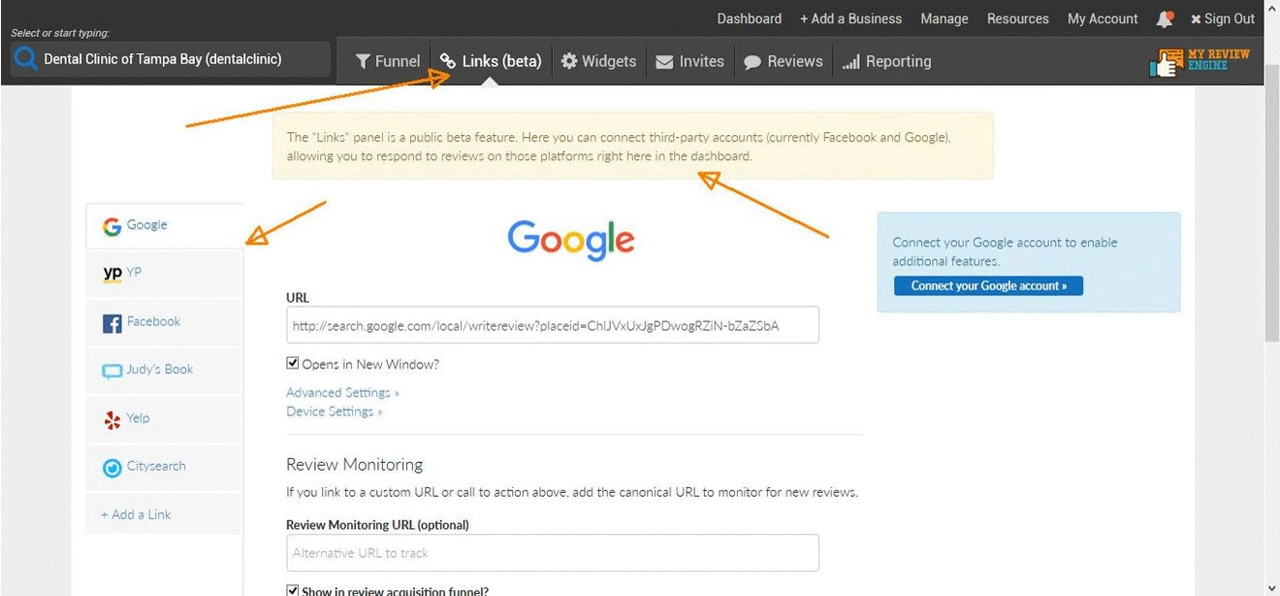 Dashboard + Add a Business Manage Resources My Account Sign Out
Select or start typing:
Dental Clinic of Tampa Bay (dentalclinic)
Funnel Links (beta) Widgets Invites Reviews Reporting
MY REVIEW
ENGINE
The "Links" panel is a public beta feature. Here you can connect third-party accounts (currently Facebook and Google),
allowing you to respond to reviews on those platforms right here in the dashboard.
Google
yp YP
Facebook
Judy's Book
Yelp
Citysearch
+ Add a Link
Google
URL
http://search.google.com/local/writereview?placeid=ChIJVxUxJgPDwogRZiN-bZaZSbA
Opens in New Window?
Advanced Settings »
Device Settings »
Review Monitoring
If you link to a custom URL or call to action above, add the canonical URL to monitor for new reviews.
Review Monitoring URL (optional)
Alternative URL to track
Show in review acquisition funnel?
Connect your Google account to enable
additional features.
Connect your Google account »